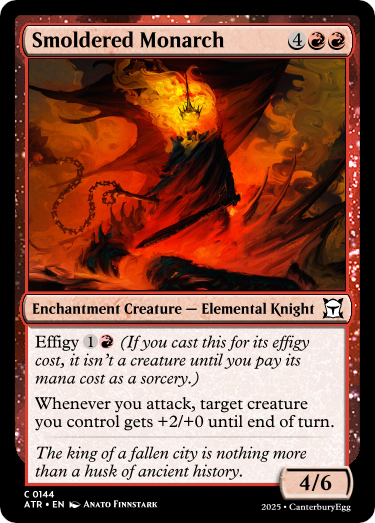 Smoldered Monarch 4
Enchantment Creature — Elemental Knight
Effigy 1 (If you cast this for its effigy
cost, it isn't a creature until you pay its
mana cost as a sorcery.)
Whenever you attack, target creature
you control gets +2/+0 until end of turn.
The king of a fallen city is nothing more
than a husk of ancient history.
4/6
C 0144
ATR • EN Anato Finnstark
2025 • CanterburyEgg